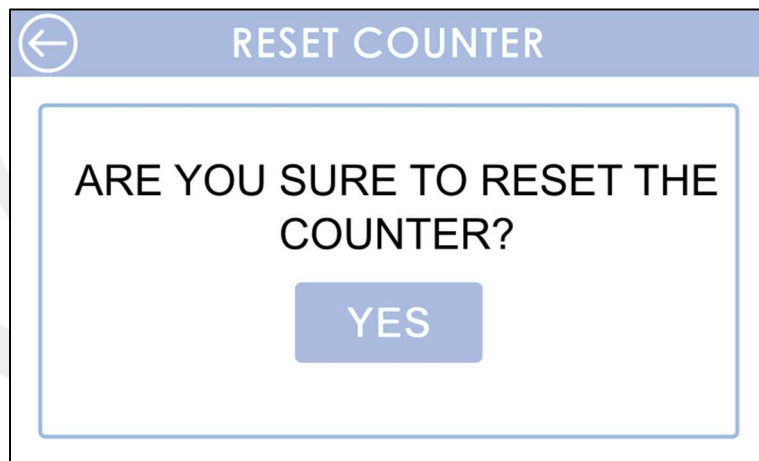 RESET COUNTER
ARE YOU SURE TO RESET THE
COUNTER?
YES